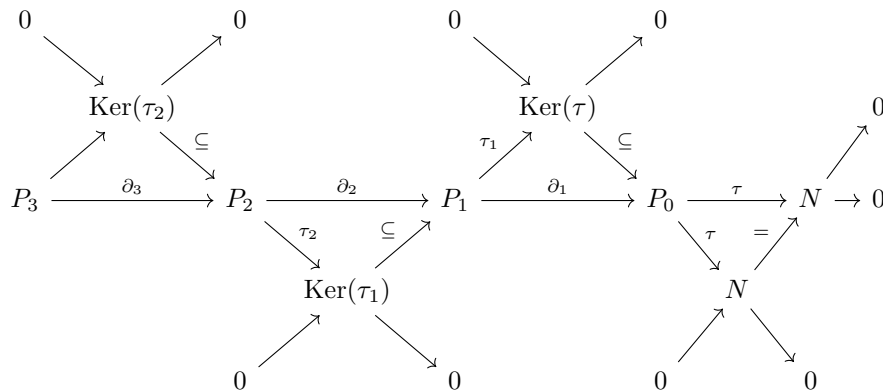 0 0 0 0
Ker(τ₂) Ker(τ) 0
⊆ τ₁ ⊆
P₃ ∂₃ P₂ ∂₂ P₁ ∂₁ P₀ τ N 0
τ₂ ⊆ τ =
Ker(τ₁) N
0 0 0 0